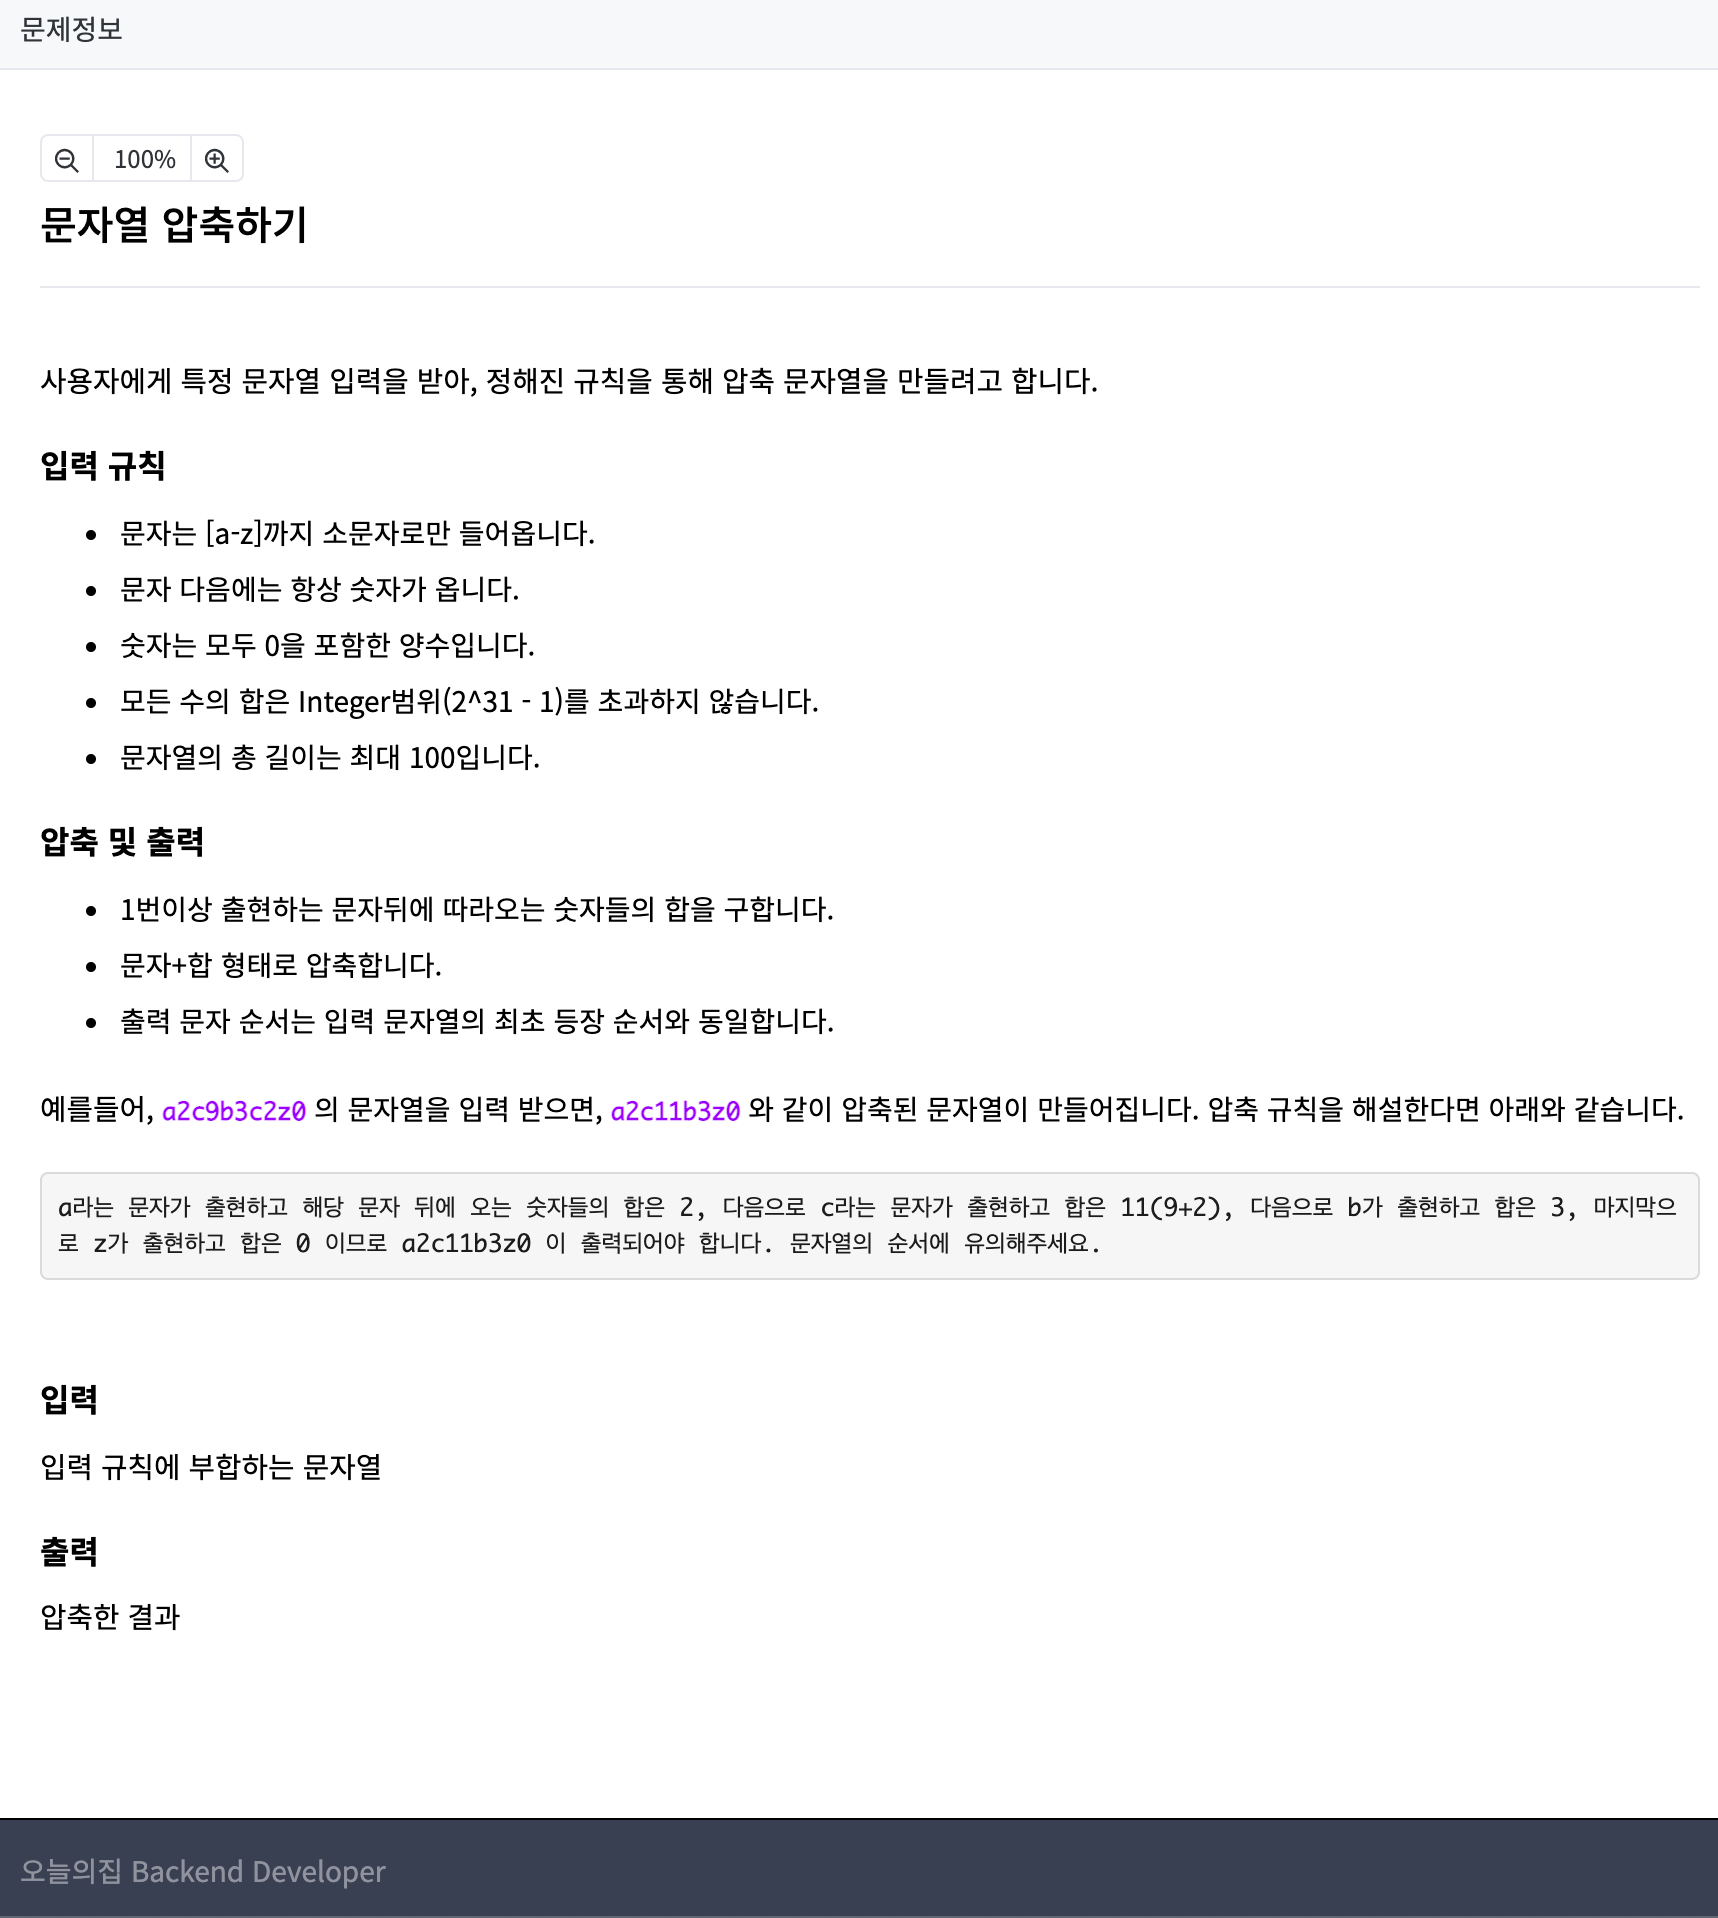 문제정보
100%
문자열 압축하기
사용자에게 특정 문자열 입력을 받아, 정해진 규칙을 통해 압축 문자열을 만들려고 합니다.
입력 규칙
• 문자는 [a-z]까지 소문자로만 들어옵니다.
• 문자 다음에는 항상 숫자가 옵니다.
• 숫자는 모두 0을 포함한 양수입니다.
• 모든 수의 합은 Integer범위(2^31 - 1)를 초과하지 않습니다.
• 문자열의 총 길이는 최대 100입니다.
압축 및 출력
• 1번이상 출현하는 문자뒤에 따라오는 숫자들의 합을 구합니다.
• 문자+합 형태로 압축합니다.
• 출력 문자 순서는 입력 문자열의 최초 등장 순서와 동일합니다.
예를들어, a2c9b3c2z0 의 문자열을 입력 받으면, a2c11b3z0 와 같이 압축된 문자열이 만들어집니다. 압축 규칙을 해설한다면 아래와 같습니다.
a라는 문자가 출현하고 해당 문자 뒤에 오는 숫자들의 합은 2, 다음으로 c라는 문자가 출현하고 합은 11(9+2), 다음으로 b가 출현하고 합은 3, 마지막으
로 z가 출현하고 합은 0 이므로 a2c11b3z0 이 출력되어야 합니다. 문자열의 순서에 유의해주세요.
입력
입력 규칙에 부합하는 문자열
출력
압축한 결과
오늘의집 Backend Developer